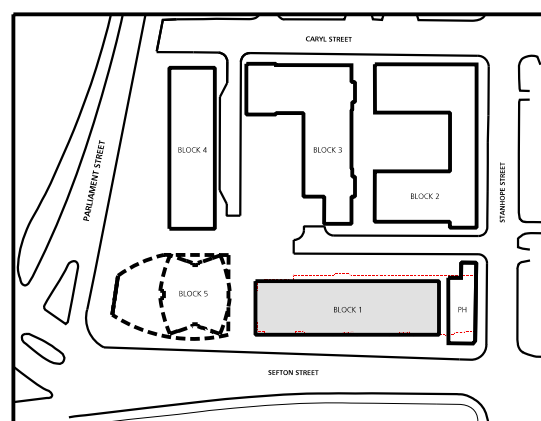 CARYL STREET
PARLIAMENT STREET
BLOCK 4
BLOCK 3
BLOCK 2
STANHOPE STREET
BLOCK 5
BLOCK 1
PH
SEFTON STREET